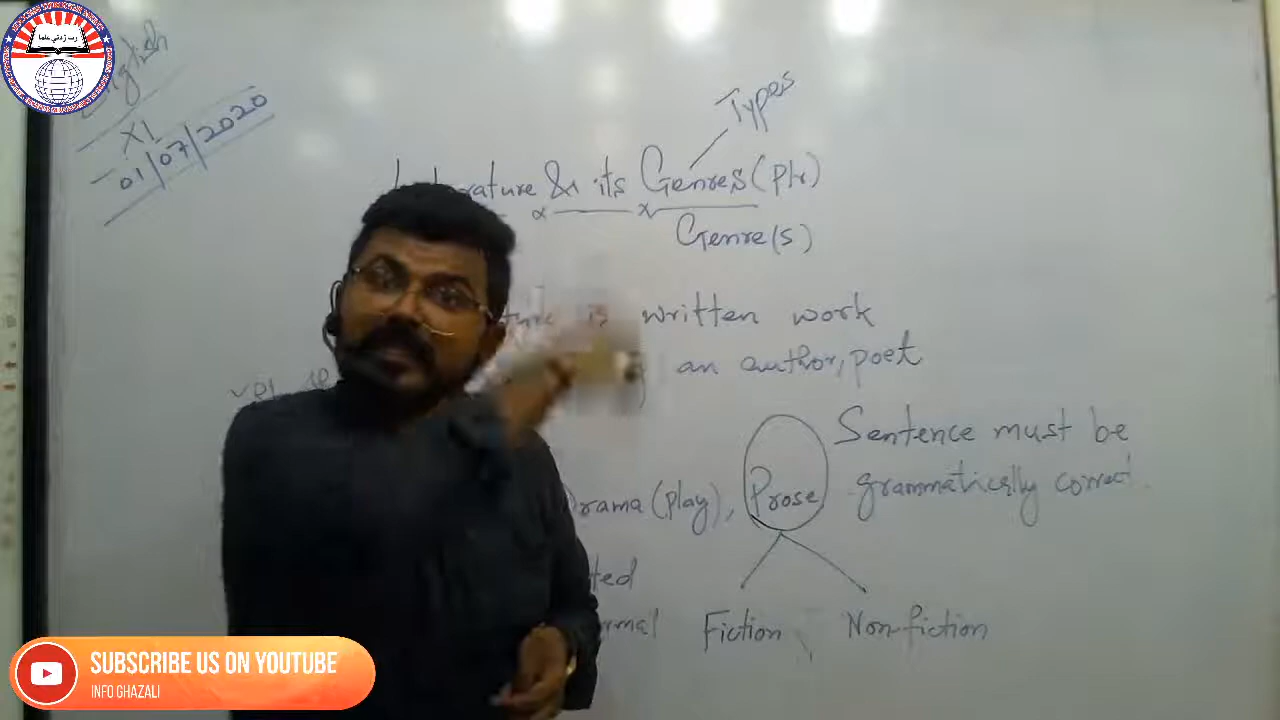 English
XI
01/07/2020
Types
& its Genres (Plr)
Genre(s)
is written work
an author, poet
Sentence must be
grammatically correct.
Drama (play), Prose
Fiction Non-fiction
SUBSCRIBE US ON YOUTUBE
INFO GHAZALI